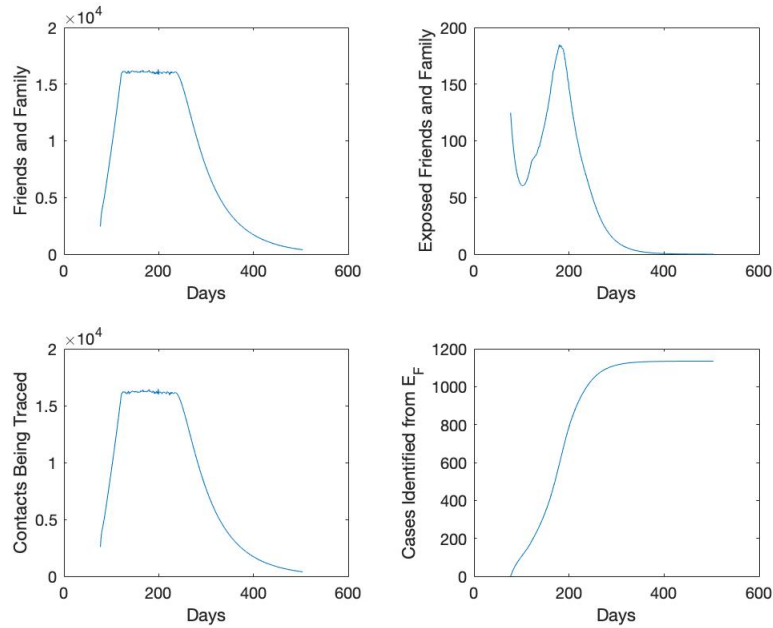 ×10⁴
2
1.5
1
0.5
0
Friends and Family
0 200 400 600
Days
200
150
100
50
0
Exposed Friends and Family
0 200 400 600
Days
×10⁴
2
1.5
1
0.5
0
Contacts Being Traced
0 200 400 600
Days
1200
1000
800
600
400
200
0
Cases Identified from E_F
0 200 400 600
Days